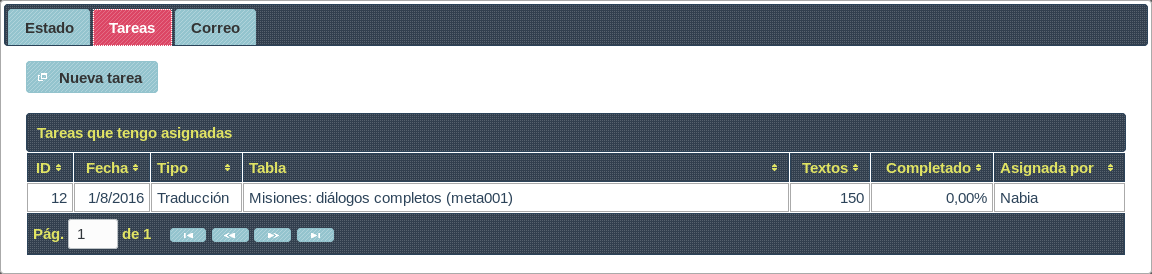 Estado Tareas Correo
Nueva tarea
Tareas que tengo asignadas
ID Fecha Tipo Tabla Textos Completado Asignada por
12 1/8/2016 Traducción Misiones: diálogos completos (meta001) 150 0,00% Nabia
Pág. 1 de 1